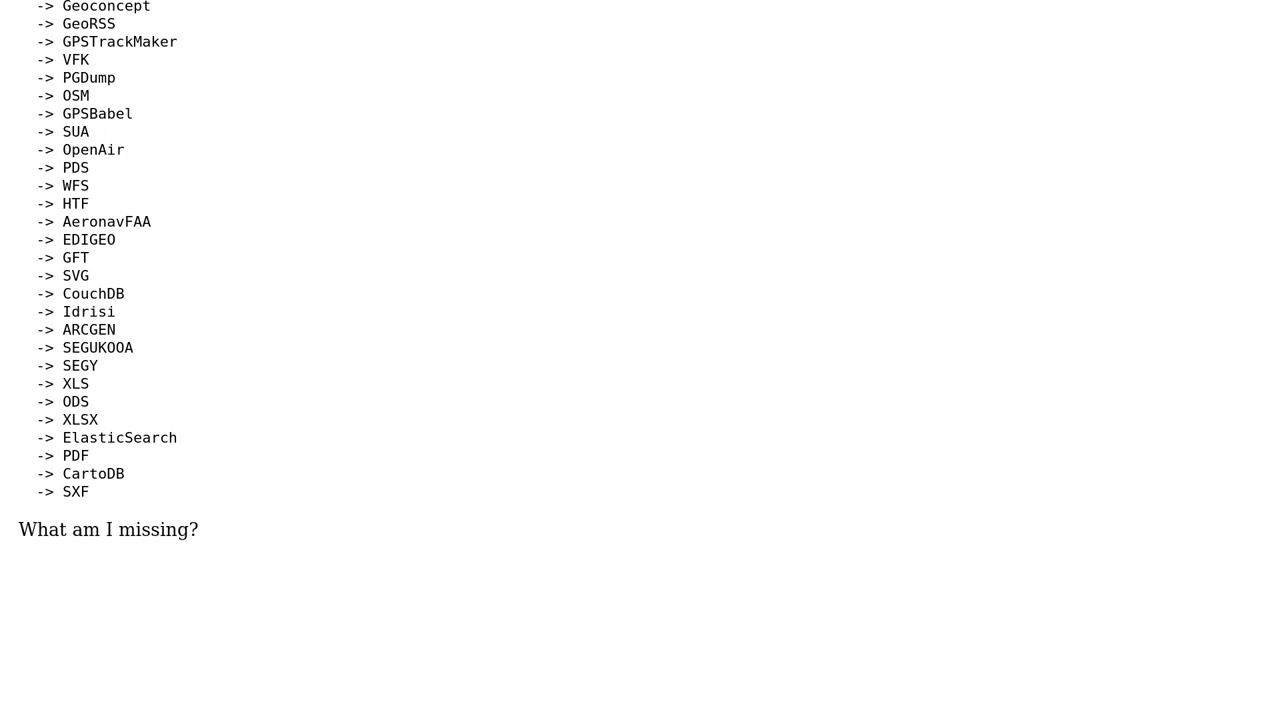 -> Geoconcept
-> GeoRSS
-> GPSTrackMaker
-> VFK
-> PGDump
-> OSM
-> GPSBabel
-> SUA
-> OpenAir
-> PDS
-> WFS
-> HTF
-> AeronavFAA
-> EDIGEO
-> GFT
-> SVG
-> CouchDB
-> Idrisi
-> ARCGEN
-> SEGUKOOA
-> SEGY
-> XLS
-> ODS
-> XLSX
-> ElasticSearch
-> PDF
-> CartoDB
-> SXF
What am I missing?